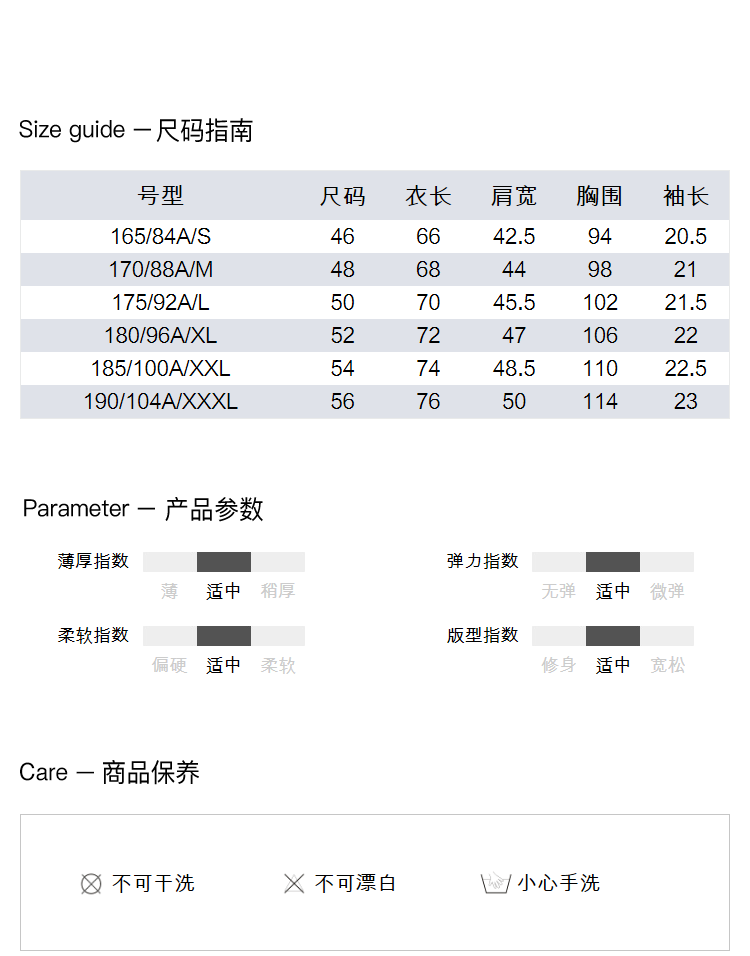 Size guide — 尺码指南
号型 尺码 衣长 肩宽 胸围 袖长
165/84A/S 46 66 42.5 94 20.5
170/88A/M 48 68 44 98 21
175/92A/L 50 70 45.5 102 21.5
180/96A/XL 52 72 47 106 22
185/100A/XXL 54 74 48.5 110 22.5
190/104A/XXXL 56 76 50 114 23
Parameter — 产品参数
薄厚指数 弹力指数
薄 适中 稍厚 无弹 适中 微弹
柔软指数 版型指数
偏硬 适中 柔软 修身 适中 宽松
Care — 商品保养
不可干洗 不可漂白 小心手洗